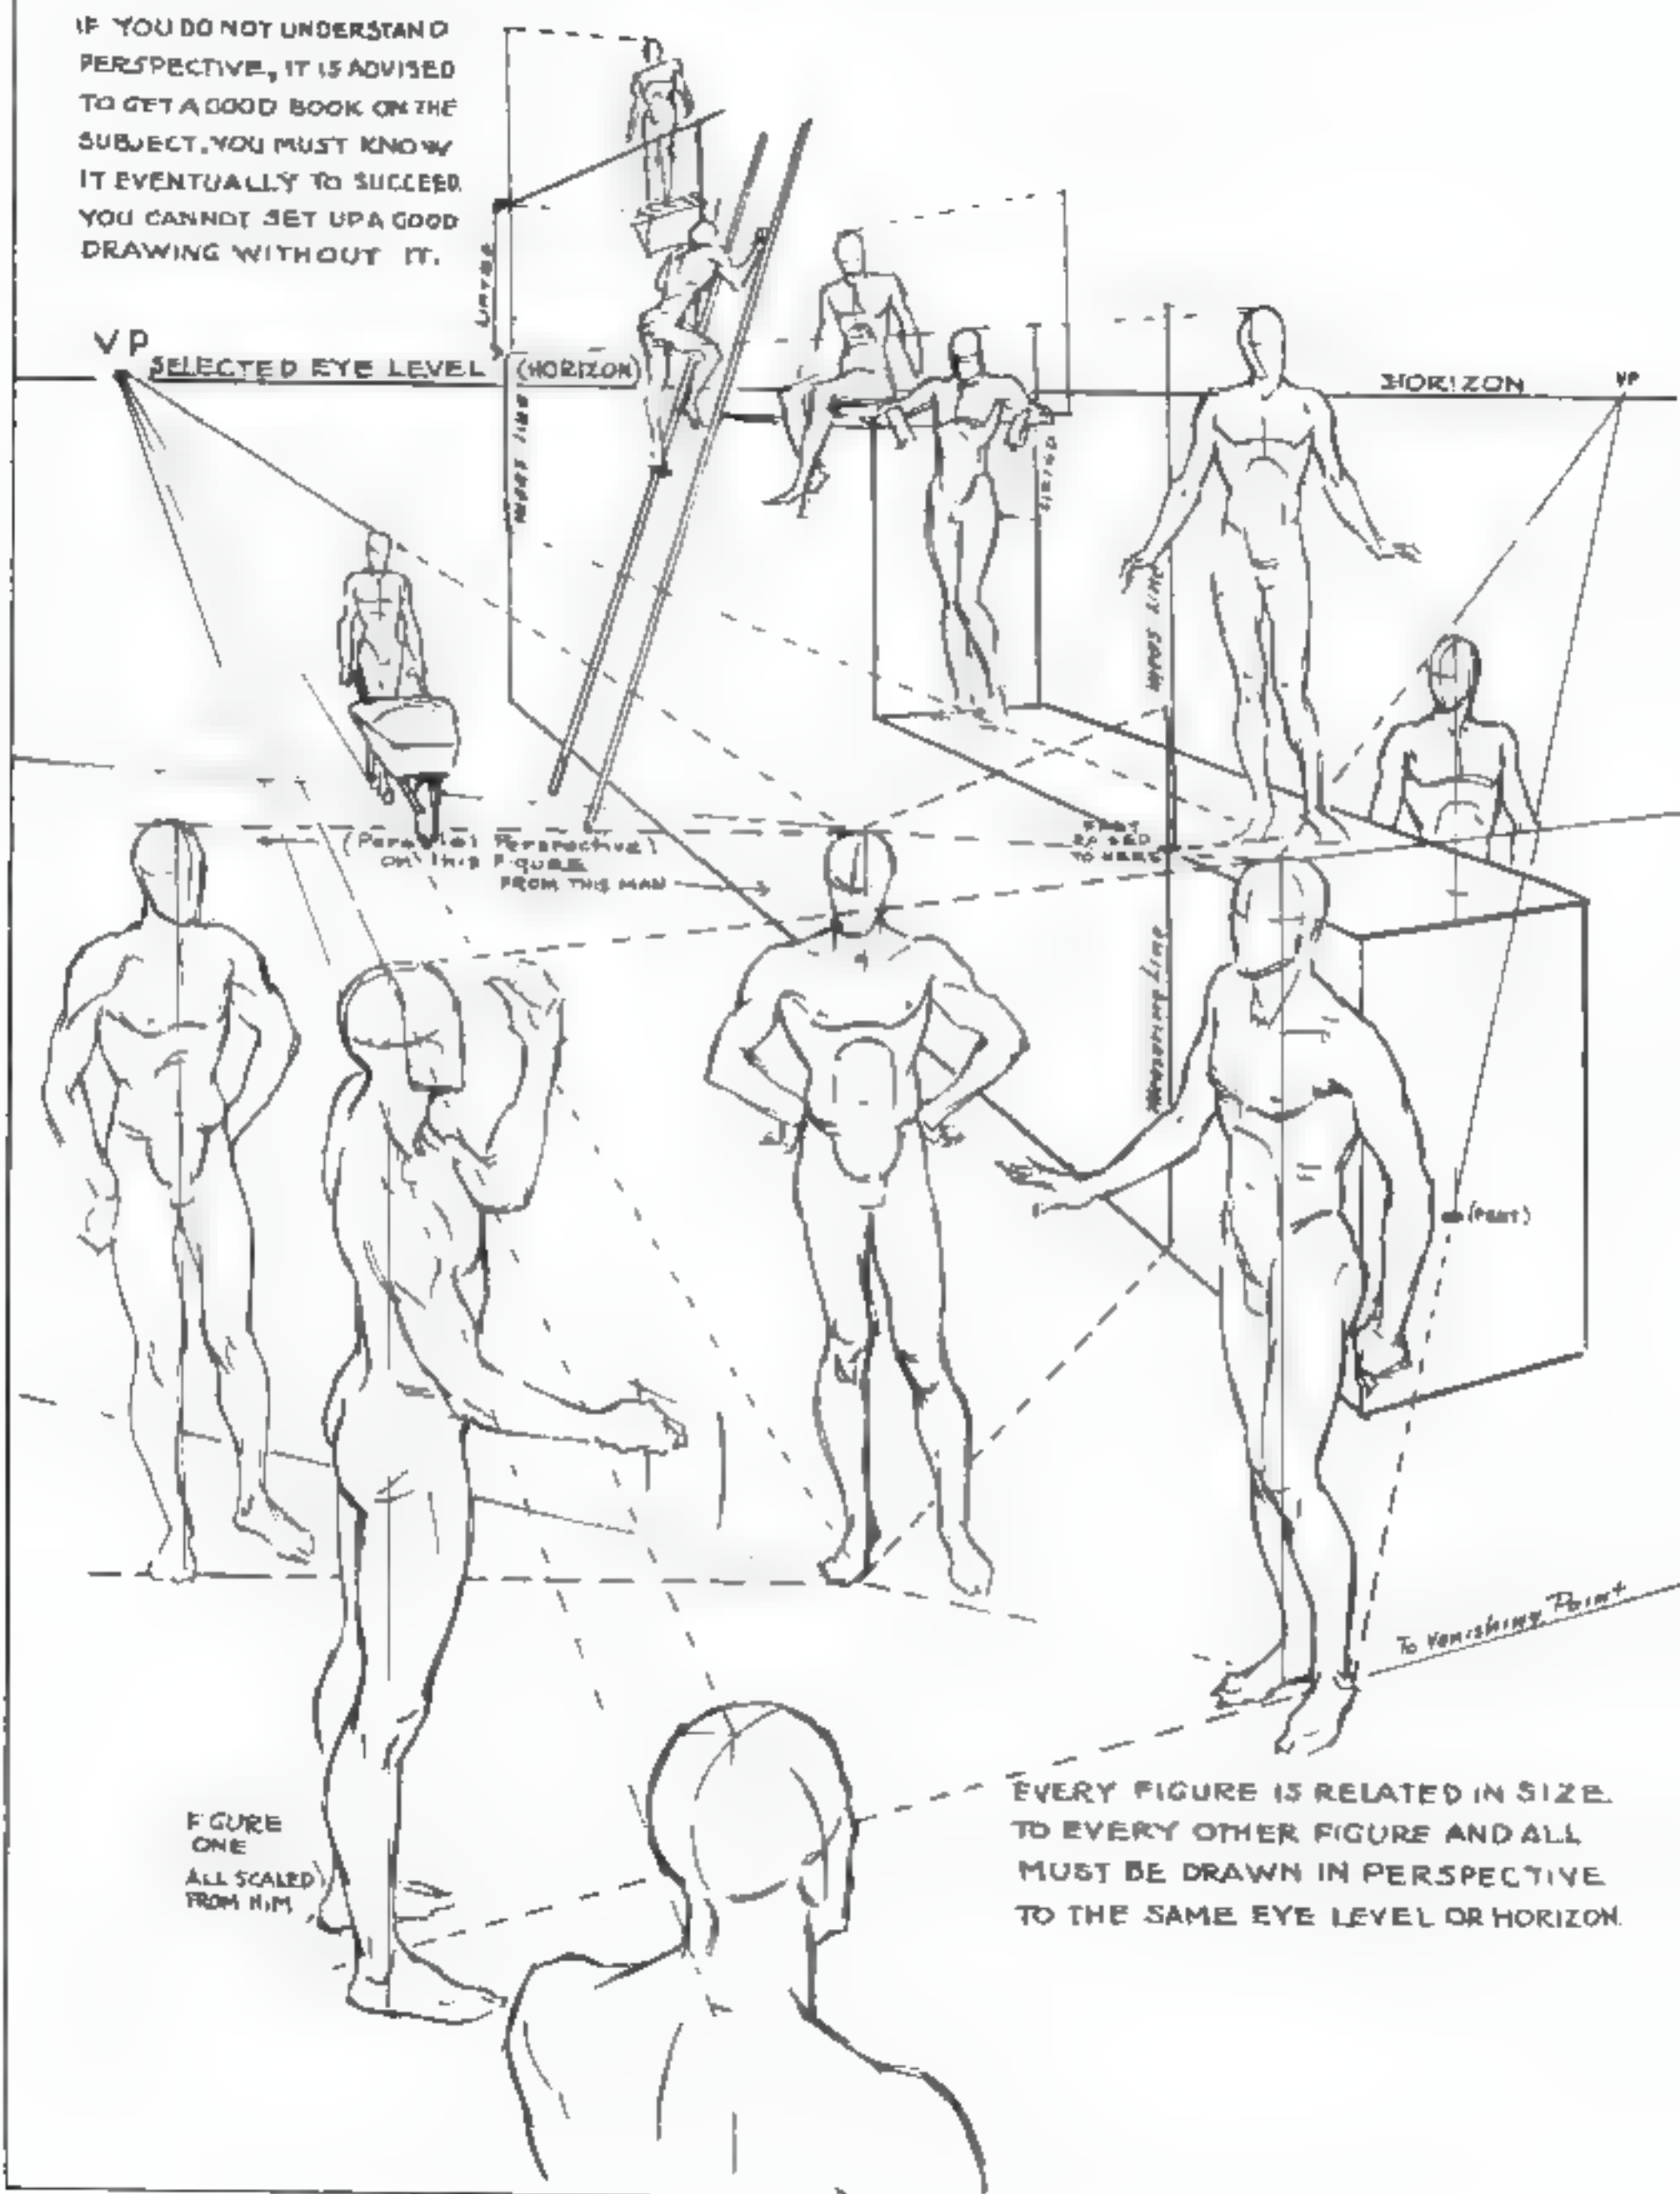 IF YOU DO NOT UNDERSTAND
PERSPECTIVE, IT IS ADVISED
TO GET A GOOD BOOK ON THE
SUBJECT. YOU MUST KNOW
IT EVENTUALLY TO SUCCEED
YOU CANNOT SET UP A GOOD
DRAWING WITHOUT IT.
VP
SELECTED EYE LEVEL (HORIZON)
HORIZON
VP
(Parallel Perspective)
on this Figure
FROM THIS MAN
Measuring Line
(POINT)
To Vanishing Point
FIGURE
ONE
ALL SCALED
FROM HIM
EVERY FIGURE IS RELATED IN SIZE
TO EVERY OTHER FIGURE AND ALL
MUST BE DRAWN IN PERSPECTIVE
TO THE SAME EYE LEVEL OR HORIZON.